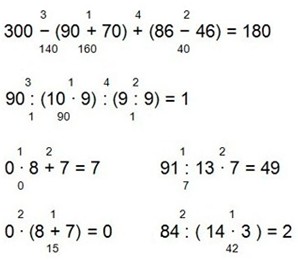 3 1 4 2
300 − (90 + 70) + (86 − 46) = 180
140 160 40
3 1 4 2
90 : (10 · 9) : (9 : 9) = 1
1 90 1
1 2
0 · 8 + 7 = 7
0
1 2
91 : 13 · 7 = 49
7
2 1
0 · (8 + 7) = 0
15
2 1
84 : ( 14 · 3 ) = 2
42